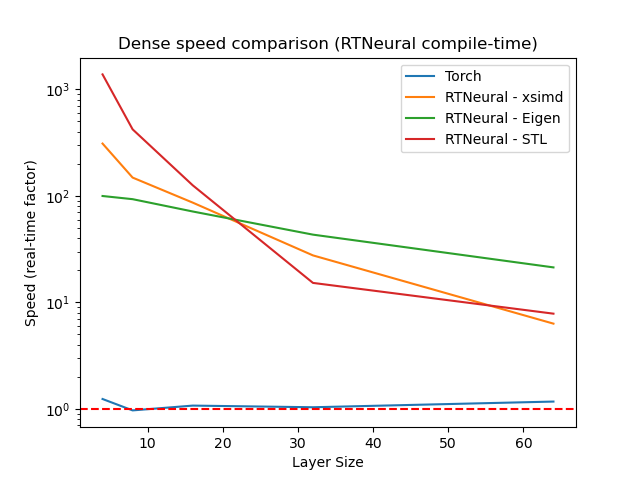 Dense speed comparison (RTNeural compile-time)
Torch
RTNeural - xsimd
RTNeural - Eigen
RTNeural - STL
Speed (real-time factor)
10³
10²
10¹
10⁰
10 20 30 40 50 60
Layer Size